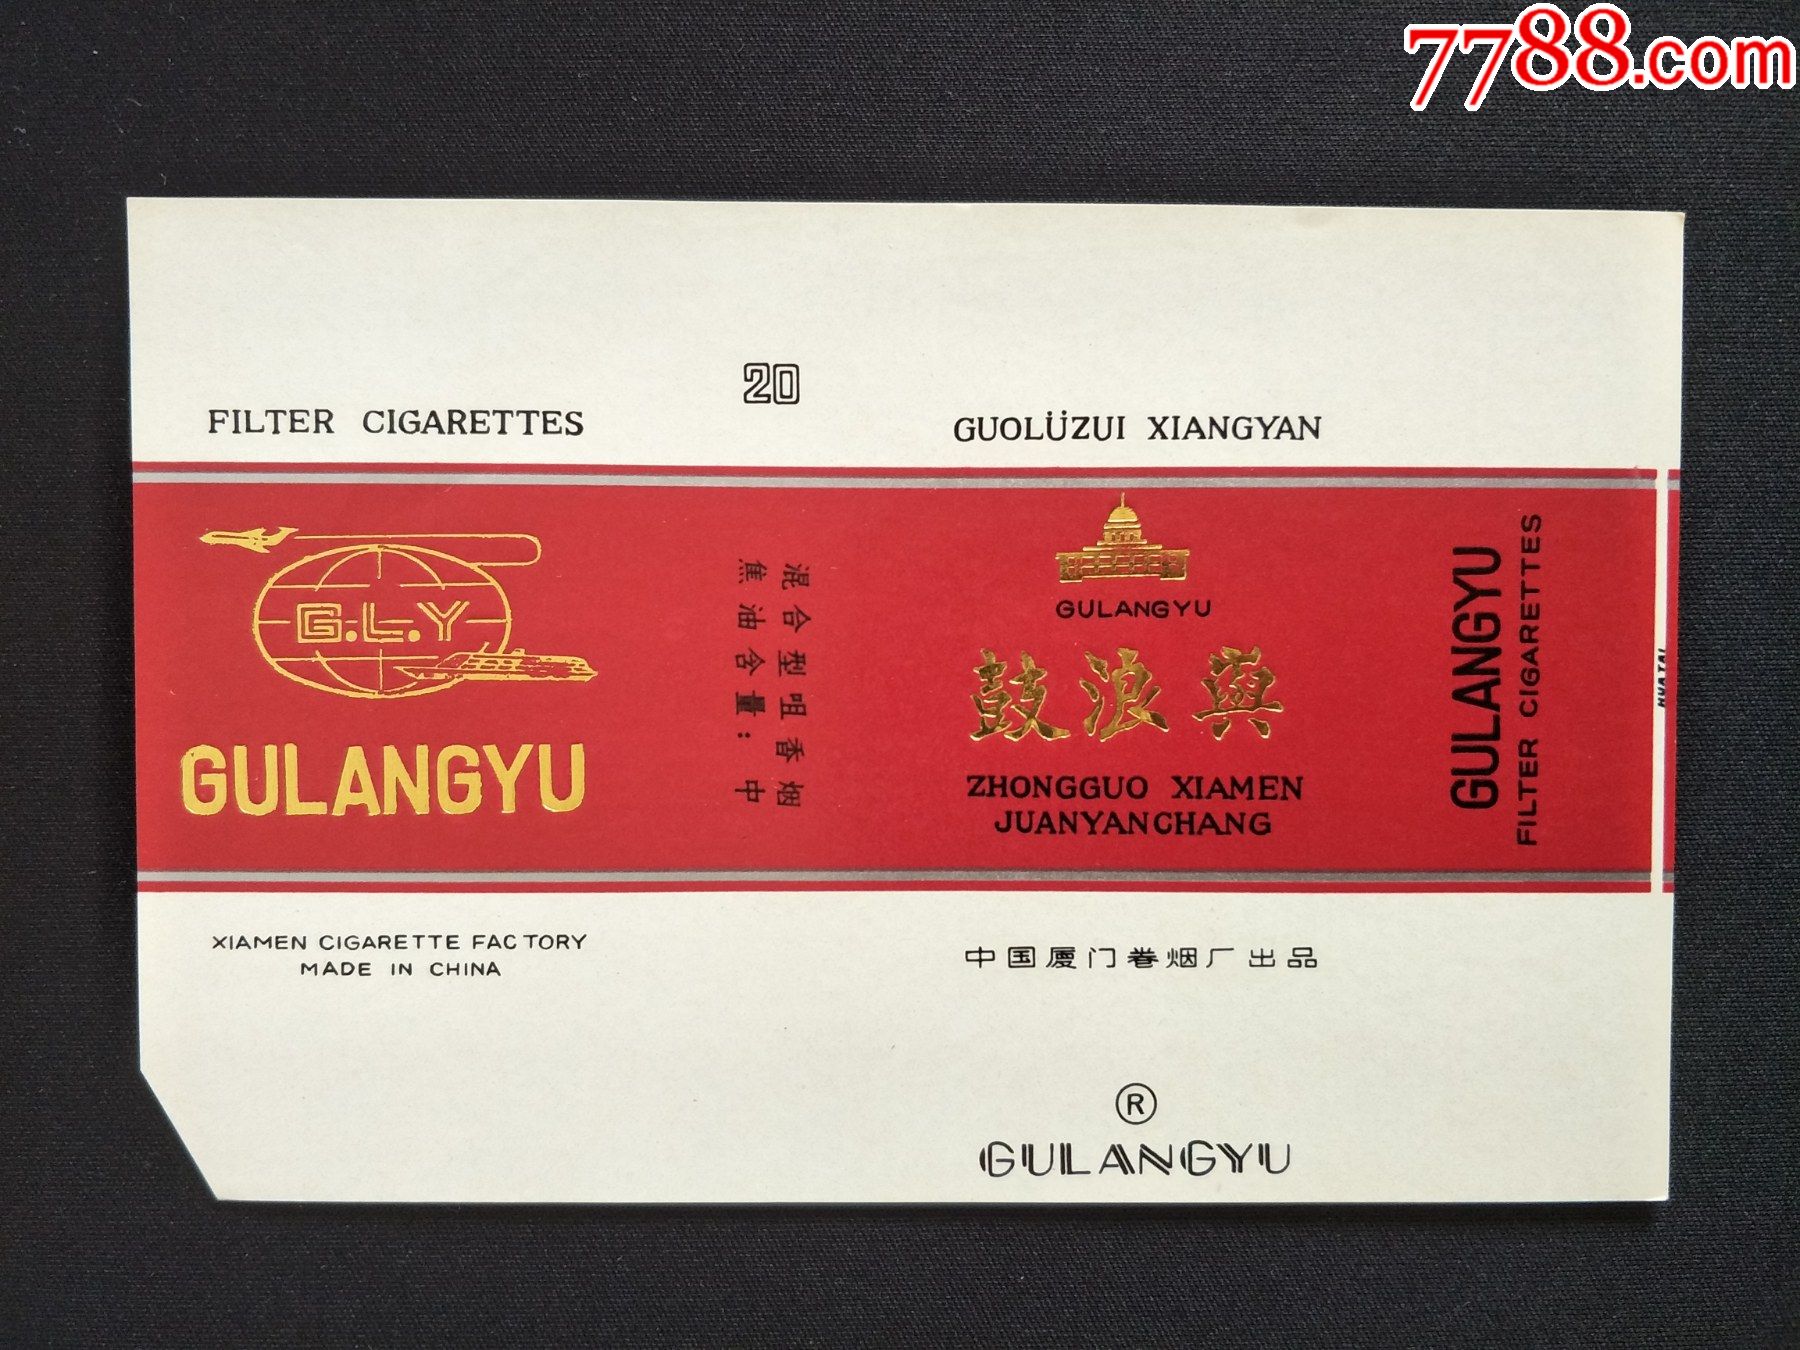 7788.com
FILTER CIGARETTES
20
GUOLÜZUI XIANGYAN
G.L.Y
GULANGYU
混合型咀香烟
焦油含量：中
GULANGYU
鼓浪嶼
ZHONGGUO XIAMEN
JUANYANCHANG
GULANGYU
FILTER CIGARETTES
HUATAI
XIAMEN CIGARETTE FACTORY
MADE IN CHINA
中国厦门卷烟厂出品
®
GULANGYU